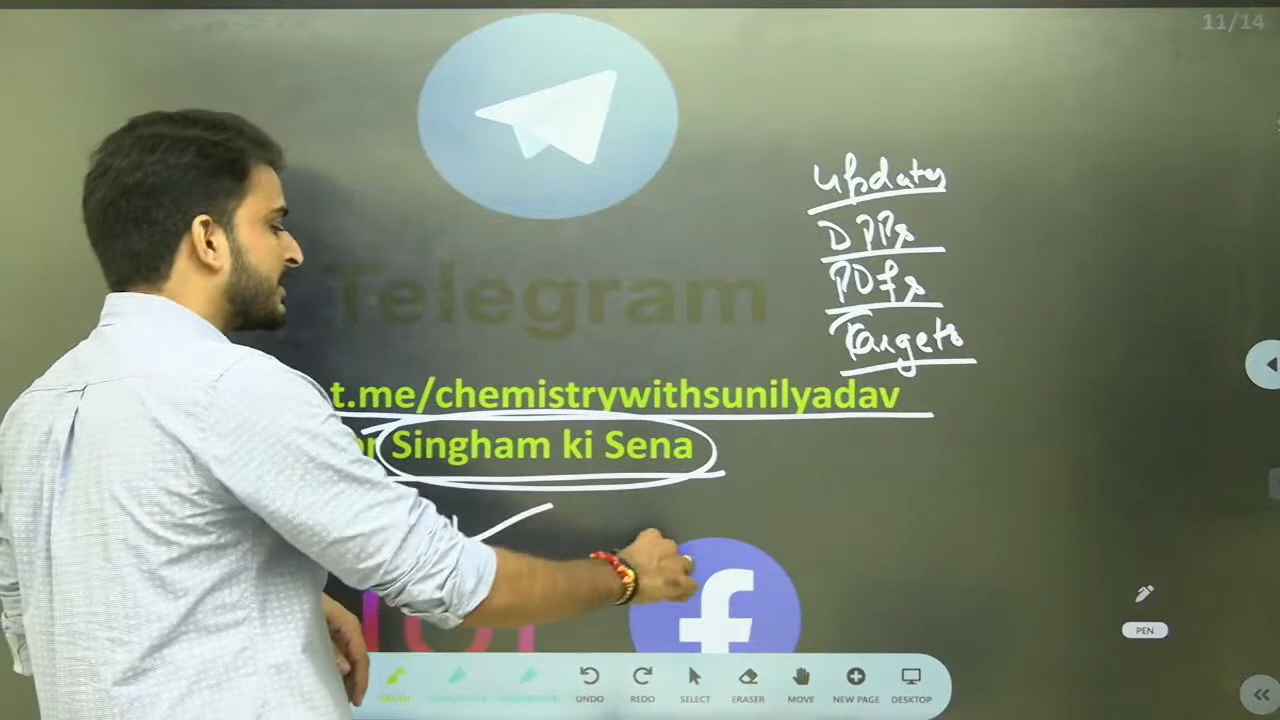 11/14
Updates
DPPs
PDFs
Targets
Telegram
t.me/chemistrywithsunilyadav
or Singham ki Sena
f
PEN
UNDO
REDO
SELECT
ERASER
MOVE
NEW PAGE
DESKTOP